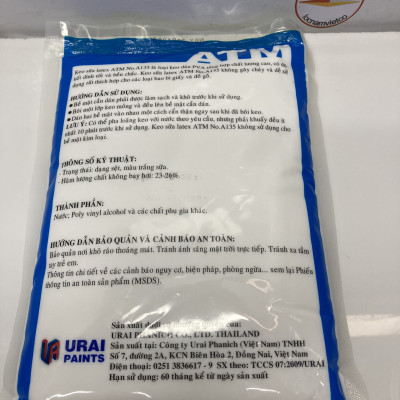 bnamvietco
ATM
Keo sữa latex ATM No.A135 là loại keo dán PVA tổng hợp chất lượng cao, có độ
kết dính tốt và bền chắc. Keo sữa latex ATM No.A135 không gây cháy và dễ sử
dụng rất thích hợp cho các loại bao bì giấy và đồ gỗ.
HƯỚNG DẪN SỬ DỤNG:
● Bề mặt cần dán phải được làm sạch và khô trước khi sử dụng.
● Bôi một lớp keo mỏng và đều lên bề mặt cần dán.
● Dán hai bề mặt vào nhau một cách cẩn thận ngay sau khi đã bôi keo.
LƯU Ý: Có thể pha loãng keo với nước theo yêu cầu, nhưng phải khuấy đều ít
nhất 10 phút trước khi sử dụng. Keo sữa latex ATM No.A135 không sử dụng cho
bề mặt kim loại.
THÔNG SỐ KỸ THUẬT:
- Trạng thái: dạng sệt, màu trắng sữa.
- Hàm lượng chất không bay hơi: 23-26%.
THÀNH PHẦN:
Nước, Poly vinyl alcohol và các chất phụ gia khác.
HƯỚNG DẪN BẢO QUẢN VÀ CẢNH BÁO AN TOÀN:
Bảo quản nơi khô ráo thoáng mát. Tránh ánh sáng mặt trời trực tiếp. Tránh xa tầm
tay trẻ em.
Thông tin chi tiết về các cảnh báo nguy cơ, biện pháp, phòng ngừa... xem lại Phiếu
thông tin an toàn sản phẩm (MSDS).
URAI
PAINTS
Sản xuất dưới của:
URAI PHANICH CO., LTD. THAILAND
Sản xuất tại: Công ty Urai Phanich (Việt Nam) TNHH
Số 7, đường 2A, KCN Biên Hòa 2, Đồng Nai, Việt Nam
Điện thoại: 0251 3836617 - 9 SX theo: TCCS 07:2609/URAI
Hạn sử dụng: 60 tháng kể từ ngày sản xuất